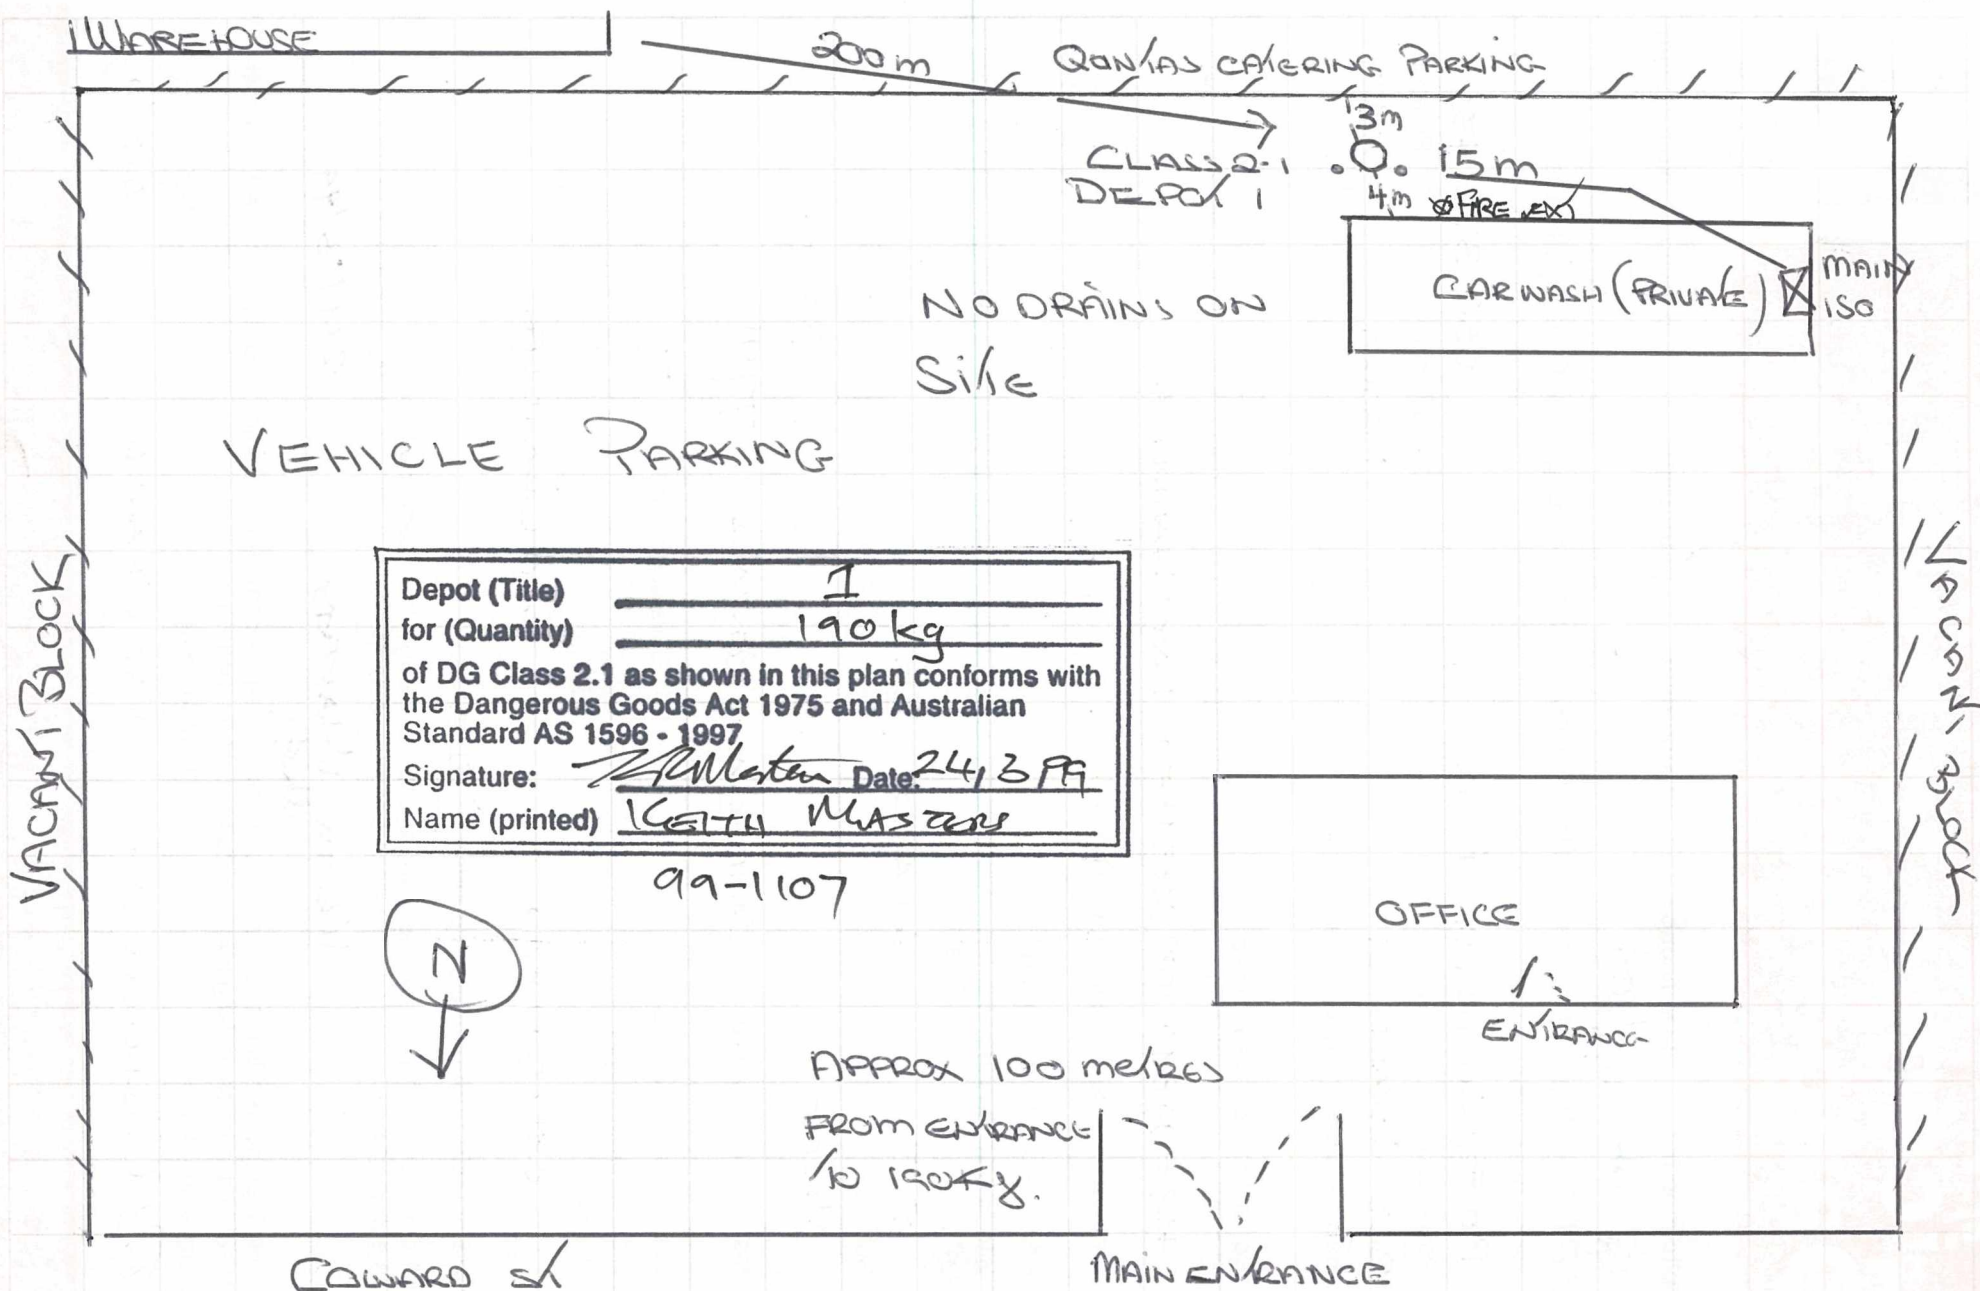 WAREHOUSE
200m
QANTAS CATERING PARKING
3m
CLASS 2.1
DEPOT 1
15m
4m
FIRE EXT
CARWASH (PRIVATE)
MAIN
ISO
NO DRAINS ON
SITE
VEHICLE PARKING
VACANT BLOCK
VACANT BLOCK
Depot (Title) 1
for (Quantity) 190 kg
of DG Class 2.1 as shown in this plan conforms with
the Dangerous Goods Act 1975 and Australian
Standard AS 1596 - 1997
Signature: Date: 24/3/99
Name (printed) KEITH MASTERS
99-1107
N
OFFICE
ENTRANCE
APPROX 100 metres
FROM ENTRANCE
to 190kg.
COWARD St
MAIN ENTRANCE